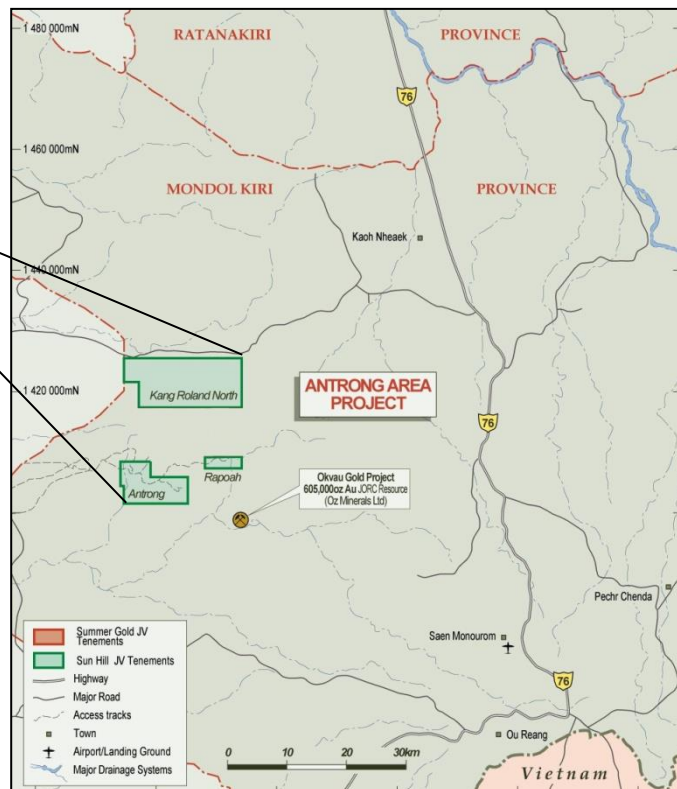 1 480 000mN
RATANAKIRI
PROVINCE
76
1 460 000mN
MONDOL KIRI
PROVINCE
Kaoh Nheaek
1 440 000mN
Kang Roland North
ANTRONG AREA
PROJECT
1 420 000mN
76
Rapoah
Antrong
Okvau Gold Project
605,000oz Au JORC Resource
(Oz Minerals Ltd)
Pechr Chenda
Saen Monourom
76
Ou Reang
Vietnam
Summer Gold JV
Tenements
Sun Hill JV Tenements
Highway
Major Road
Access tracks
Town
Airport/Landing Ground
Major Drainage Systems
0 10 20 30km